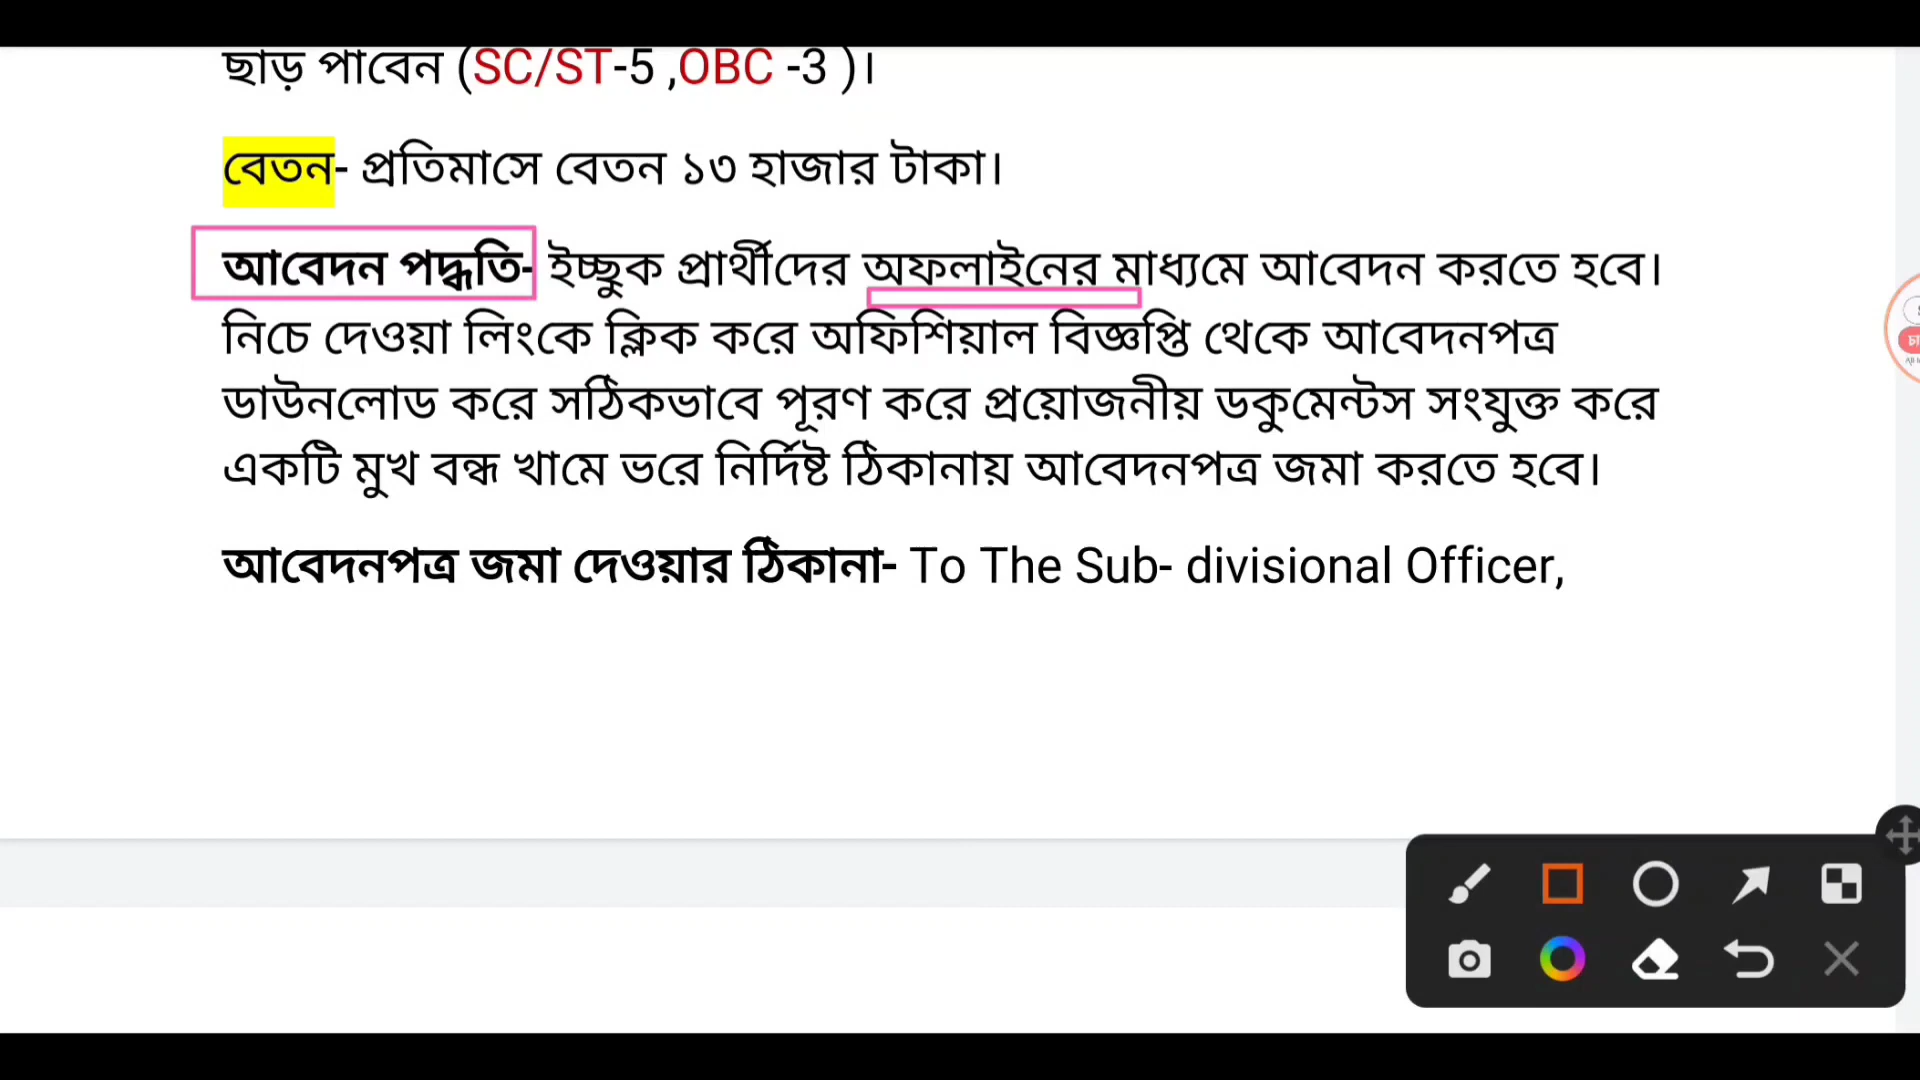 ছাড় পাবেন (SC/ST-5 ,OBC -3 )।
বেতন- প্রতিমাসে বেতন ১৩ হাজার টাকা।
আবেদন পদ্ধতি- ইচ্ছুক প্রার্থীদের অফলাইনের মাধ্যমে আবেদন করতে হবে।
নিচে দেওয়া লিংকে ক্লিক করে অফিশিয়াল বিজ্ঞপ্তি থেকে আবেদনপত্র
ডাউনলোড করে সঠিকভাবে পূরণ করে প্রয়োজনীয় ডকুমেন্টস সংযুক্ত করে
একটি মুখ বন্ধ খামে ভরে নির্দিষ্ট ঠিকানায় আবেদনপত্র জমা করতে হবে।
আবেদনপত্র জমা দেওয়ার ঠিকানা- To The Sub- divisional Officer,